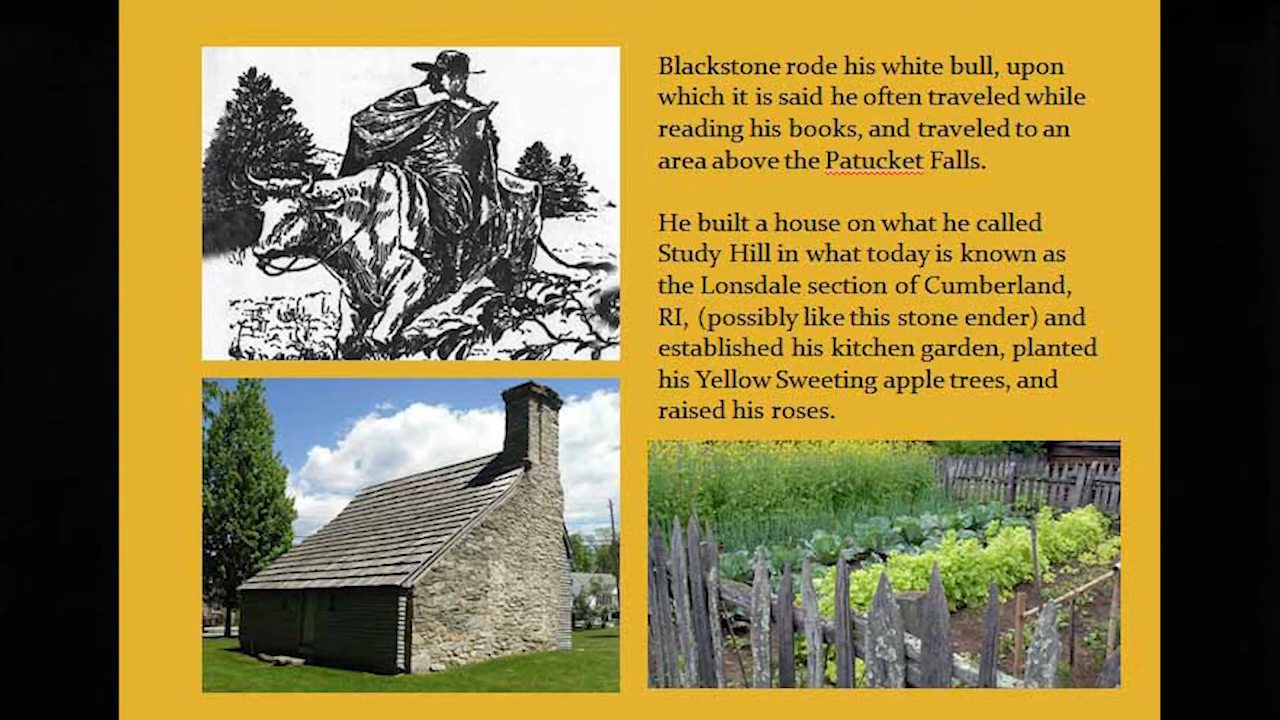 Blackstone rode his white bull, upon
which it is said he often traveled while
reading his books, and traveled to an
area above the Patucket Falls.
He built a house on what he called
Study Hill in what today is known as
the Lonsdale section of Cumberland,
RI, (possibly like this stone ender) and
established his kitchen garden, planted
his Yellow Sweeting apple trees, and
raised his roses.